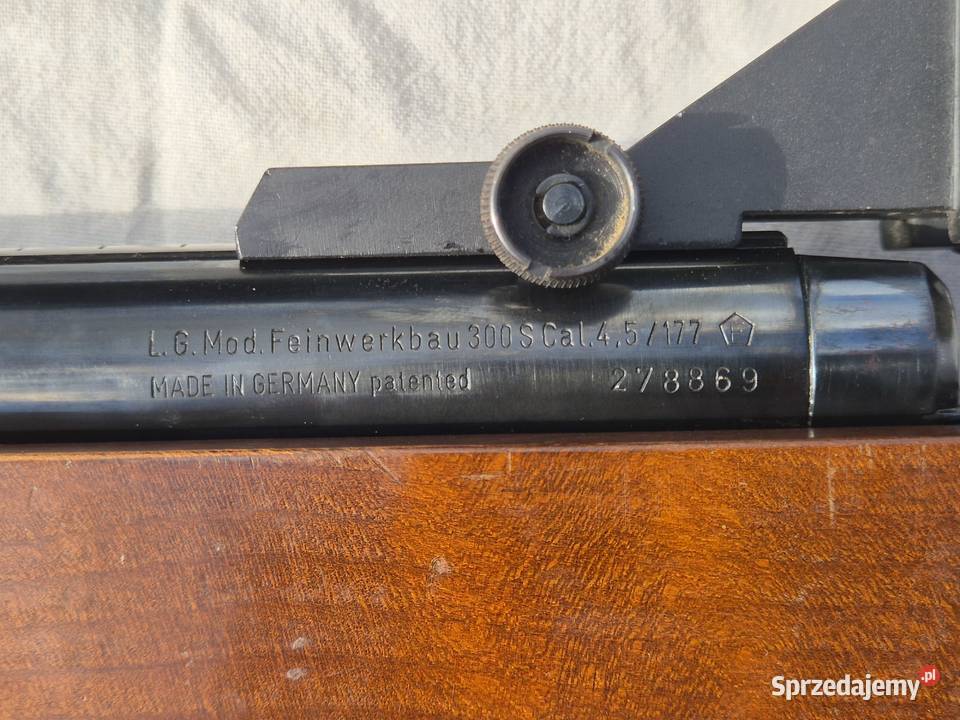 L.G. Mod. Feinwerkbau 300 S Cal. 4,5/177 F
MADE IN GERMANY patented 278869
Sprzedajemy.pl